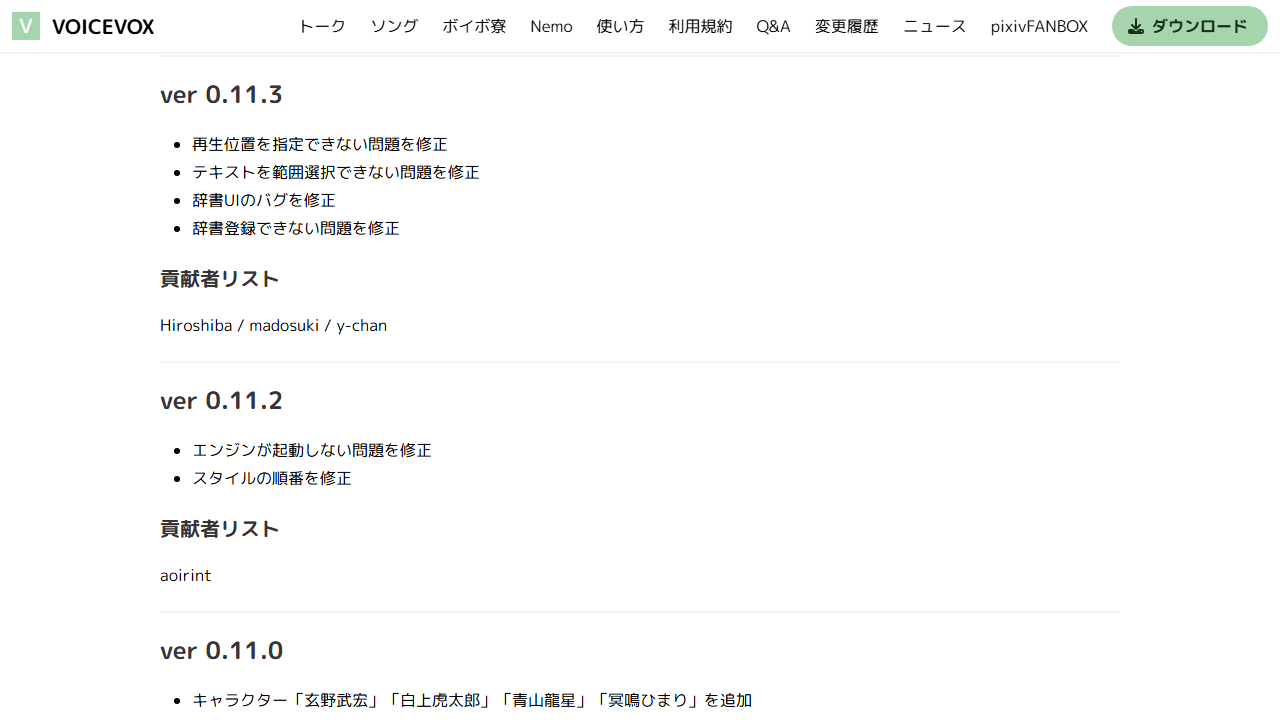 V VOICEVOX トーク ソング ボイボ寮 Nemo 使い方 利用規約 Q&A 変更履歴 ニュース pixivFANBOX ダウンロード
ver 0.11.3
再生位置を指定できない問題を修正
テキストを範囲選択できない問題を修正
辞書UIのバグを修正
辞書登録できない問題を修正
貢献者リスト
Hiroshiba / madosuki / y-chan
ver 0.11.2
エンジンが起動しない問題を修正
スタイルの順番を修正
貢献者リスト
aoirint
ver 0.11.0
キャラクター「玄野武宏」「白上虎太郎」「青山龍星」「冥鳴ひまり」を追加